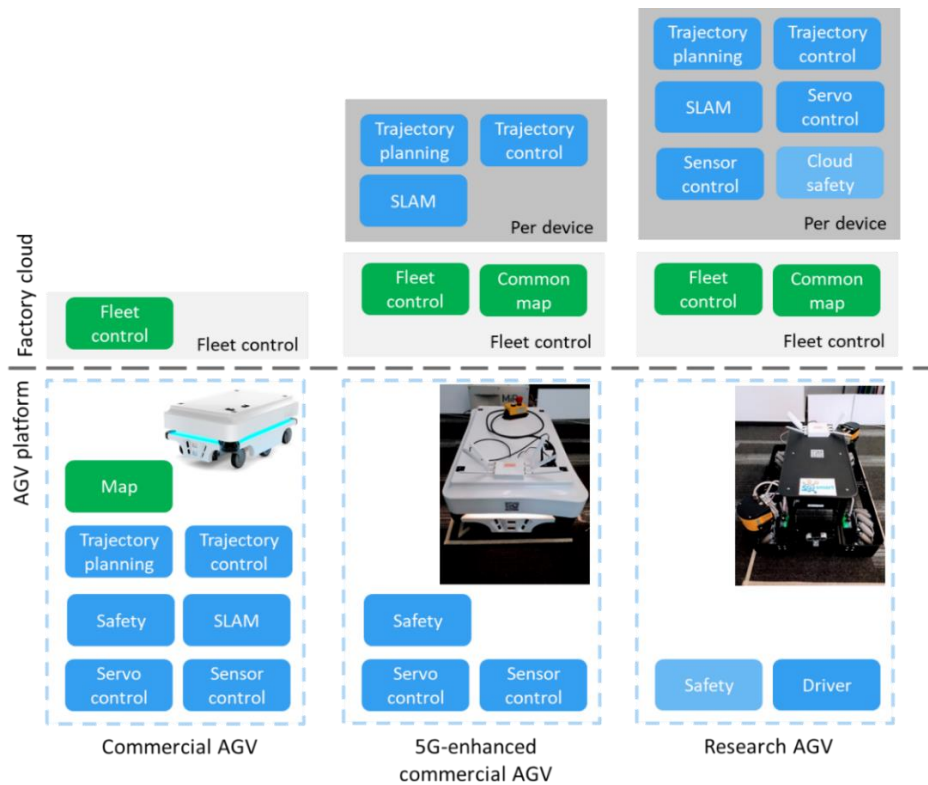 Trajectory
planning
Trajectory
control
SLAM
Servo
control
Sensor
control
Cloud
safety
Per device
Trajectory
planning
Trajectory
control
SLAM
Per device
Factory cloud
Fleet
control
Fleet control
Fleet
control
Common
map
Fleet control
Fleet
control
Common
map
Fleet control
AGV platform
Map
Trajectory
planning
Trajectory
control
Safety
SLAM
Servo
control
Sensor
control
Safety
Servo
control
Sensor
control
Safety
Driver
Commercial AGV
5G-enhanced
commercial AGV
Research AGV